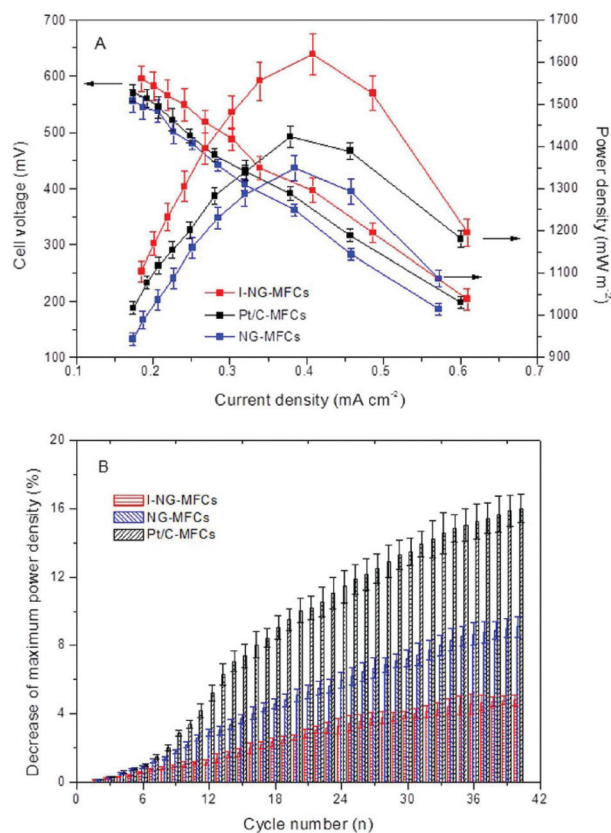 A
700
600
500
400
300
200
100
Cell voltage (mV)
1700
1600
1500
1400
1300
1200
1100
1000
900
Power density (mW m⁻²)
I-NG-MFCs
Pt/C-MFCs
NG-MFCs
0.1 0.2 0.3 0.4 0.5 0.6 0.7
Current density (mA cm⁻²)
B
20
16
12
8
4
0
Decrease of maximum power density (%)
I-NG-MFCs
NG-MFCs
Pt/C-MFCs
0 6 12 18 24 30 36 42
Cycle number (n)